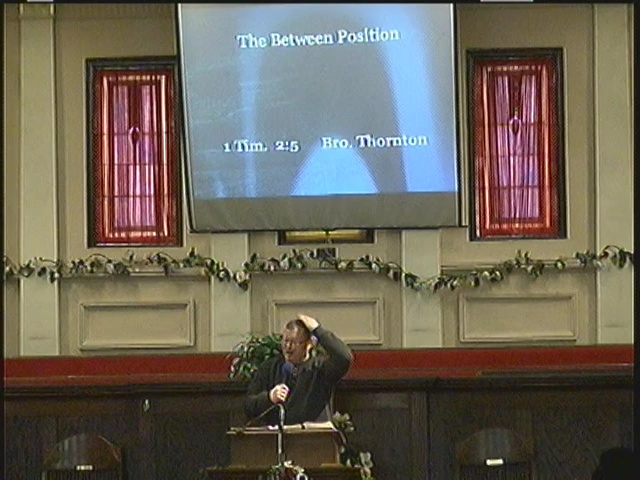 The Between Position
1 Tim. 2:5 Bro. Thornton